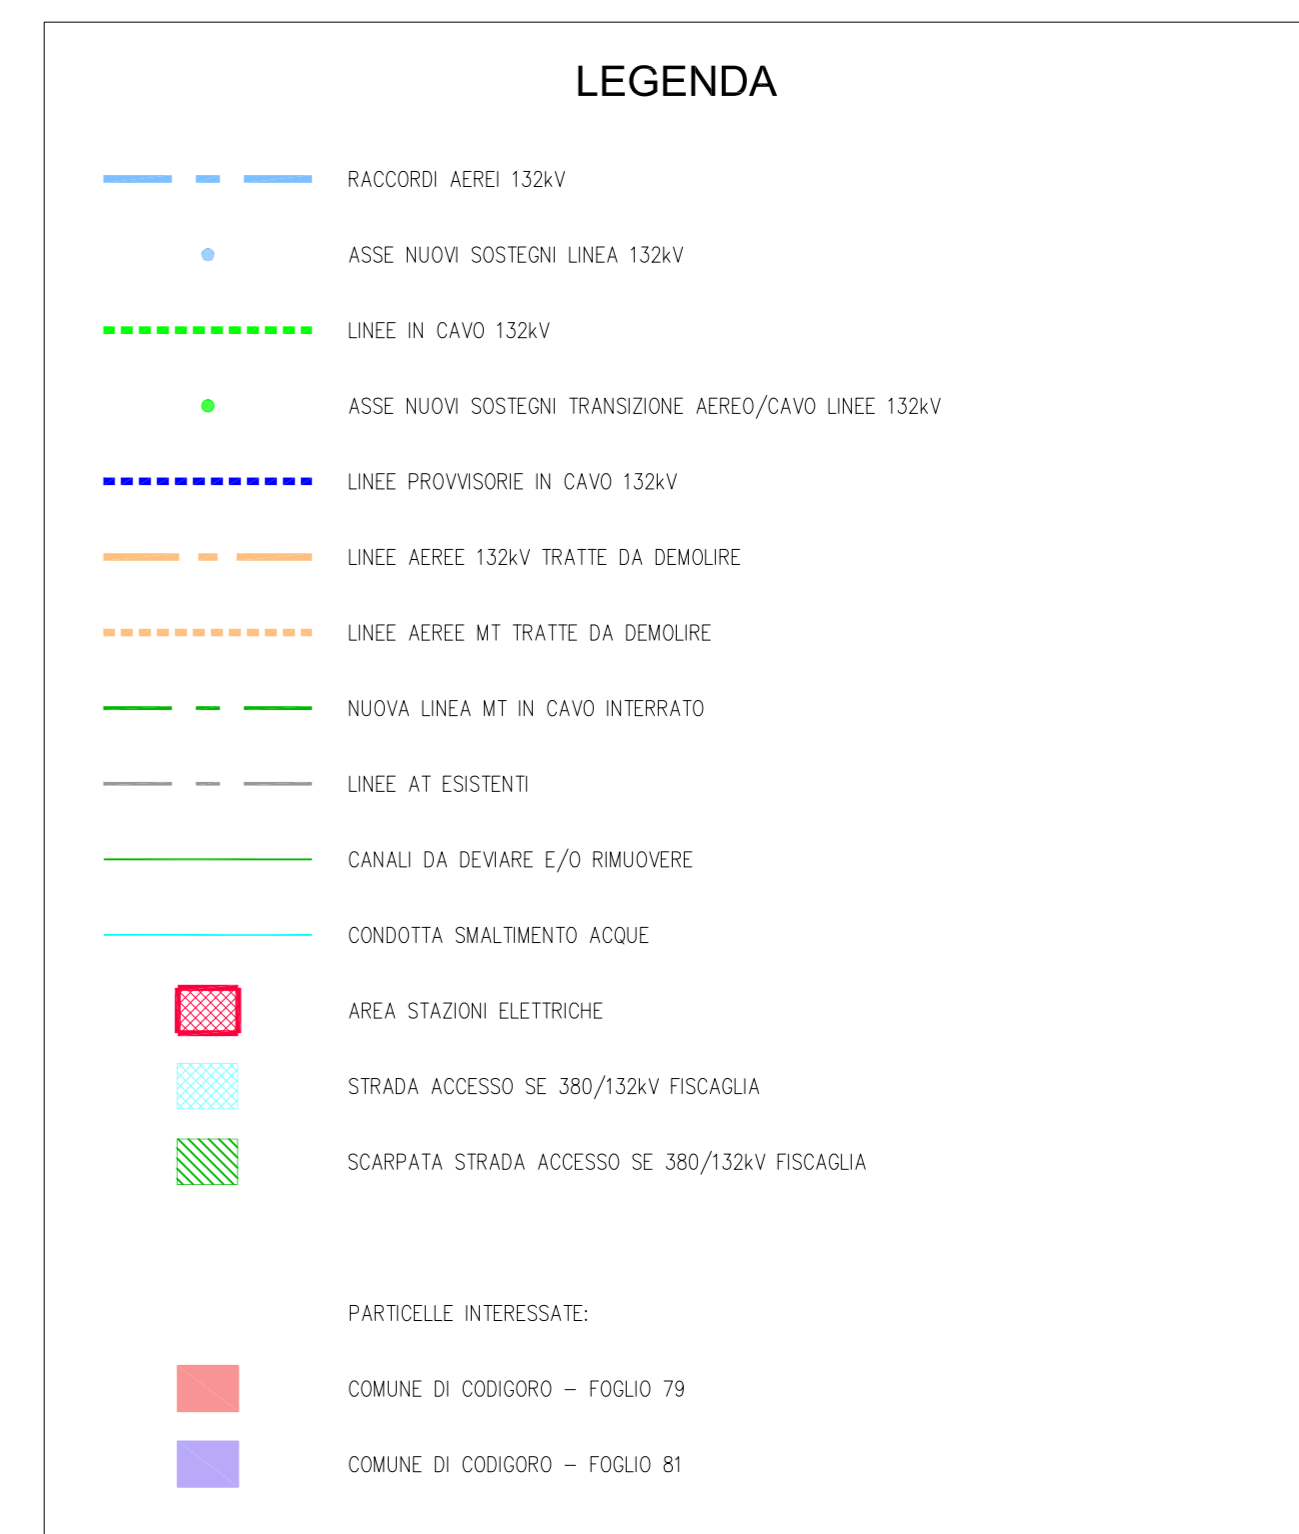 LEGENDA
RACCORDI AEREI 132kV
ASSE NUOVI SOSTEGNI LINEA 132kV
LINEE IN CAVO 132kV
ASSE NUOVI SOSTEGNI TRANSIZIONE AEREO/CAVO LINEE 132kV
LINEE PROVVISORIE IN CAVO 132kV
LINEE AEREE 132kV TRATTE DA DEMOLIRE
LINEE AEREE MT TRATTE DA DEMOLIRE
NUOVA LINEA MT IN CAVO INTERRATO
LINEE AT ESISTENTI
CANALI DA DEVIARE E/O RIMUOVERE
CONDOTTA SMALTIMENTO ACQUE
AREA STAZIONI ELETTRICHE
STRADA ACCESSO SE 380/132kV FISCAGLIA
SCARPATA STRADA ACCESSO SE 380/132kV FISCAGLIA
PARTICELLE INTERESSATE:
COMUNE DI CODIGORO – FOGLIO 79
COMUNE DI CODIGORO – FOGLIO 81